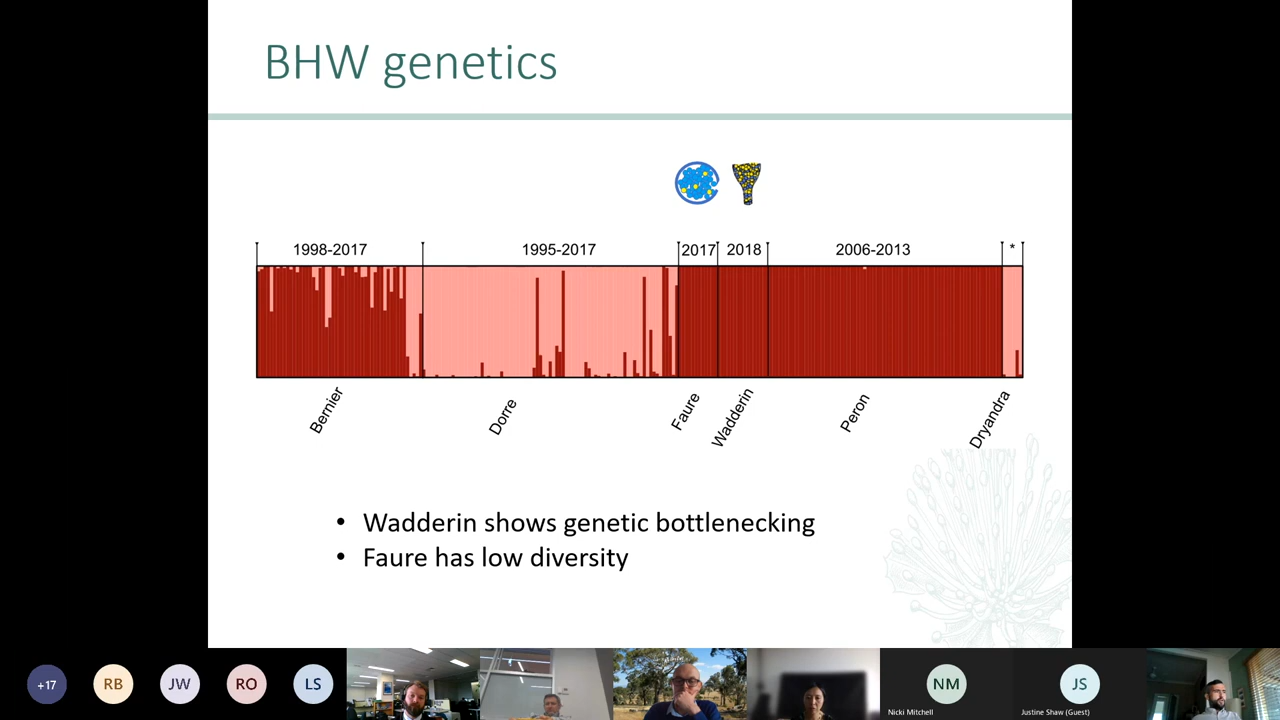 BHW genetics
1998-2017
1995-2017
2017
2018
2006-2013
*
Bernier
Dorre
Faure
Wadderin
Peron
Dryandra
• Wadderin shows genetic bottlenecking
• Faure has low diversity
+17
RB
JW
RO
LS
NM
JS
Nicki Mitchell
Justine Shaw (Guest)